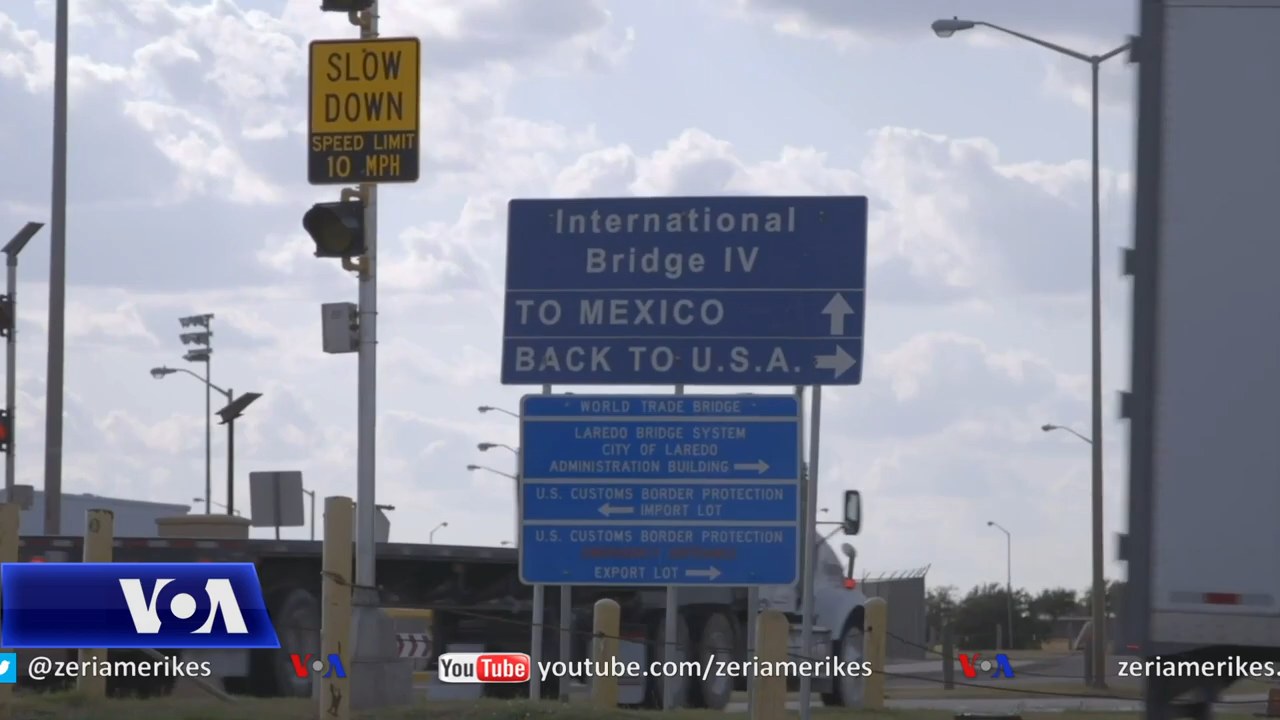 SLOW
DOWN
SPEED LIMIT
10 MPH
International
Bridge IV
TO MEXICO
BACK TO U.S.A.
WORLD TRADE BRIDGE
LAREDO BRIDGE SYSTEM
CITY OF LAREDO
ADMINISTRATION BUILDING
U.S. CUSTOMS BORDER PROTECTION
IMPORT LOT
U.S. CUSTOMS BORDER PROTECTION
EXPORT LOT
VOA
@zeriamerikes
VOA
YouTube
youtube.com/zeriamerikes
VOA
zeriamerikes.